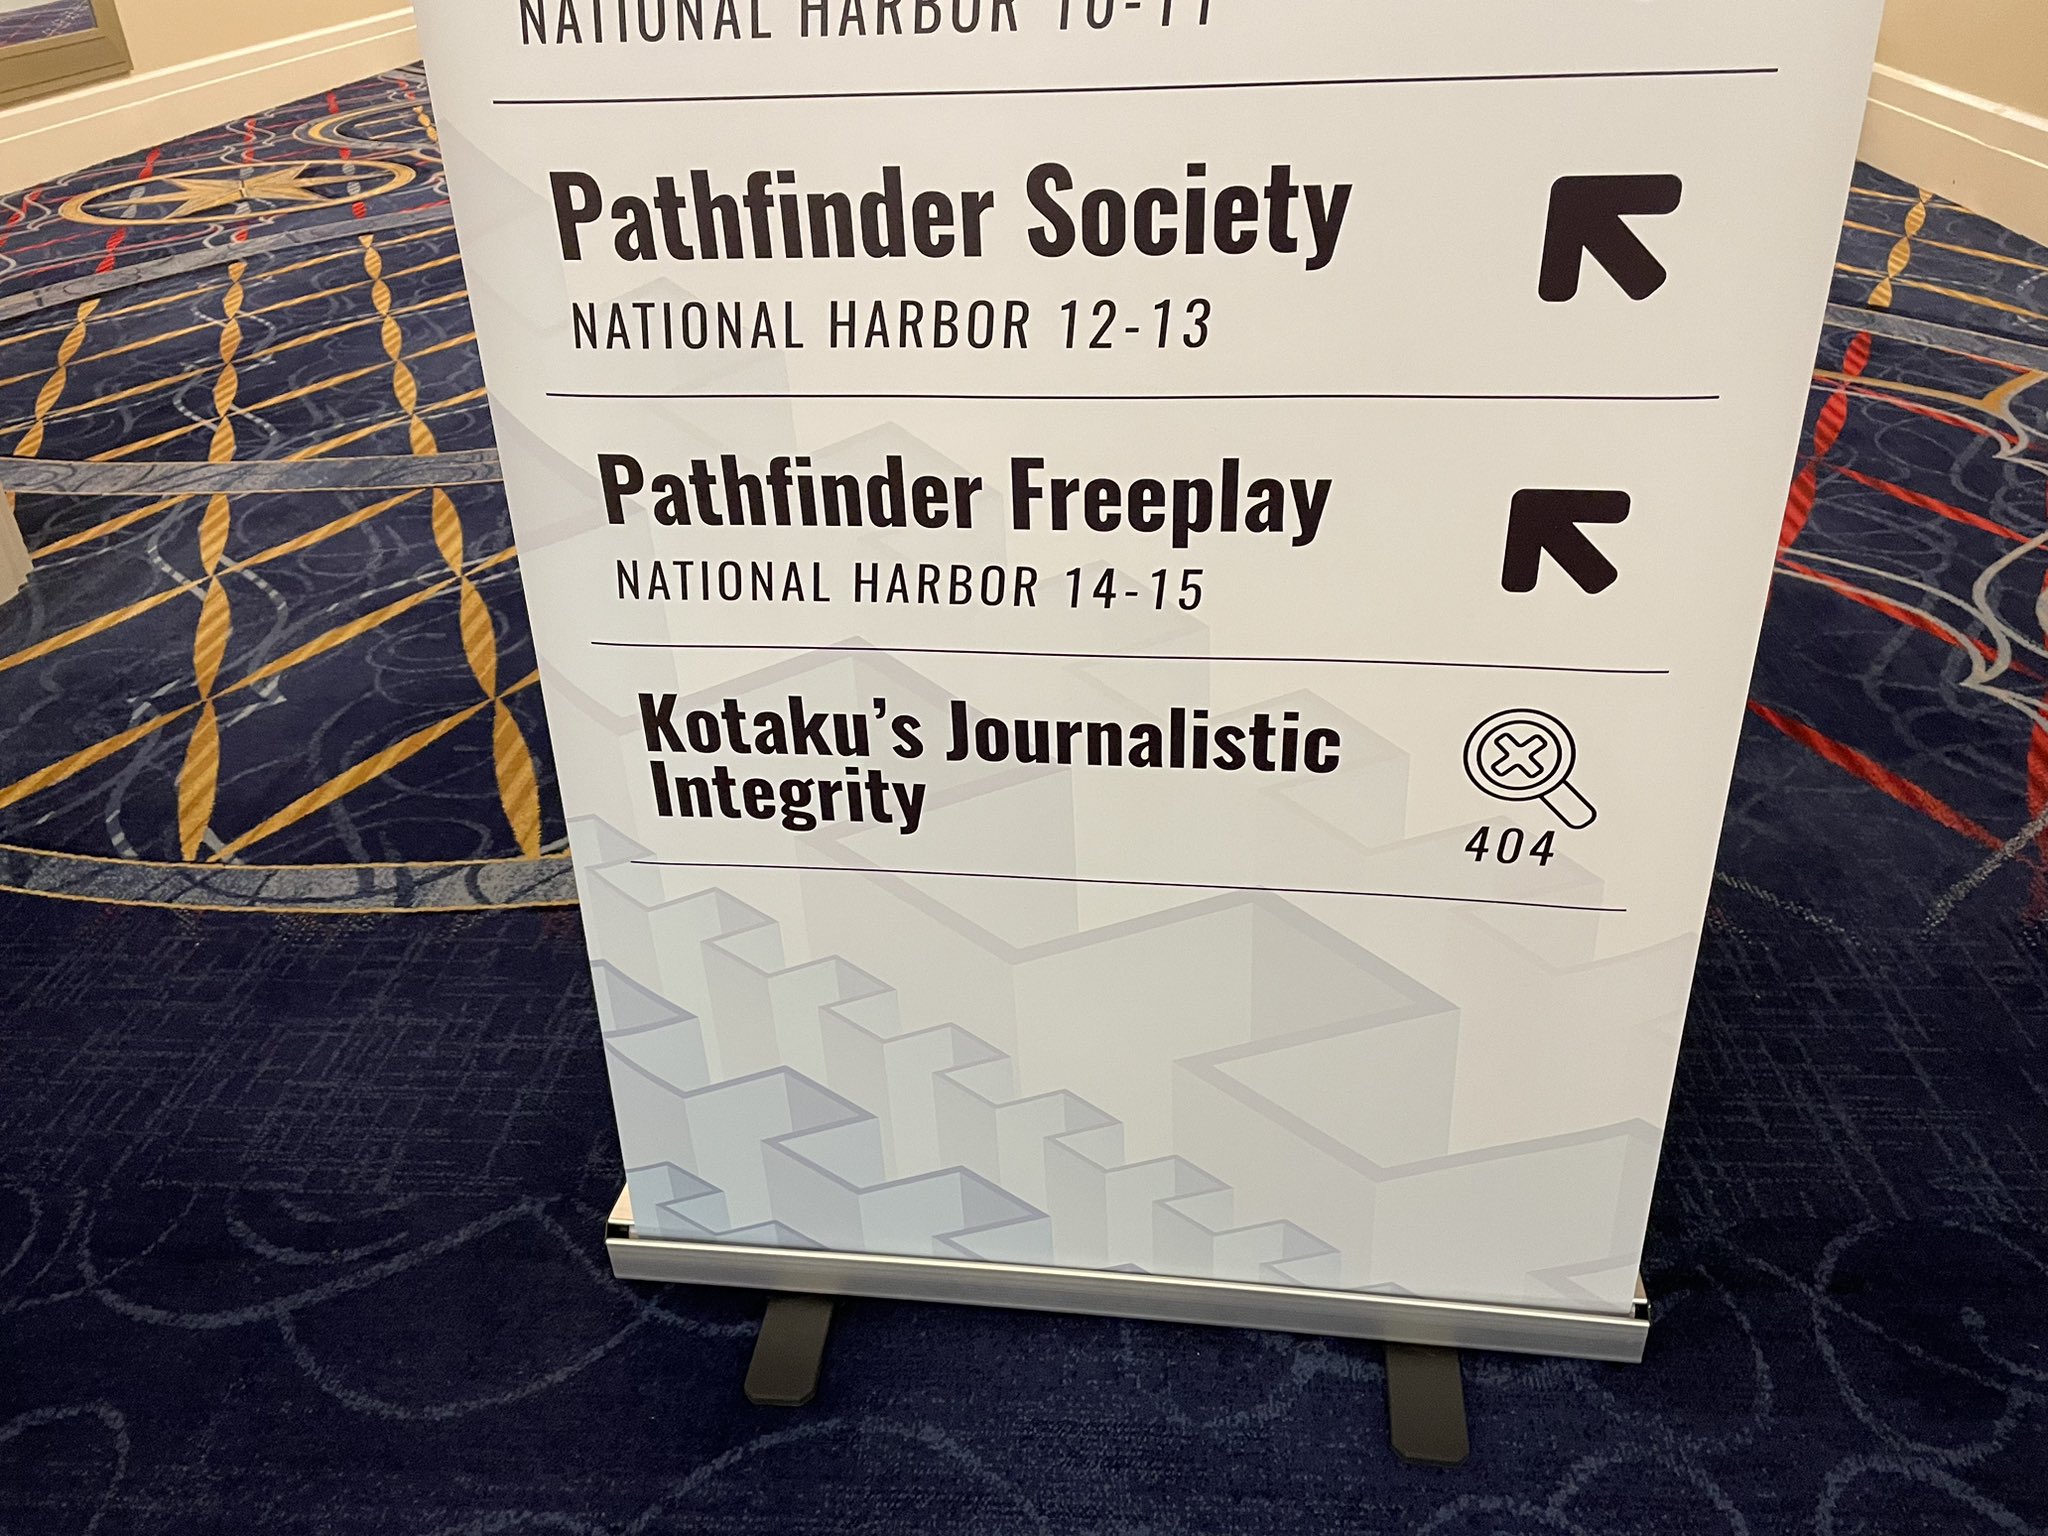 NATIONAL HARBOR 10-11
Pathfinder Society
NATIONAL HARBOR 12-13
Pathfinder Freeplay
NATIONAL HARBOR 14-15
Kotaku's Journalistic
Integrity
404